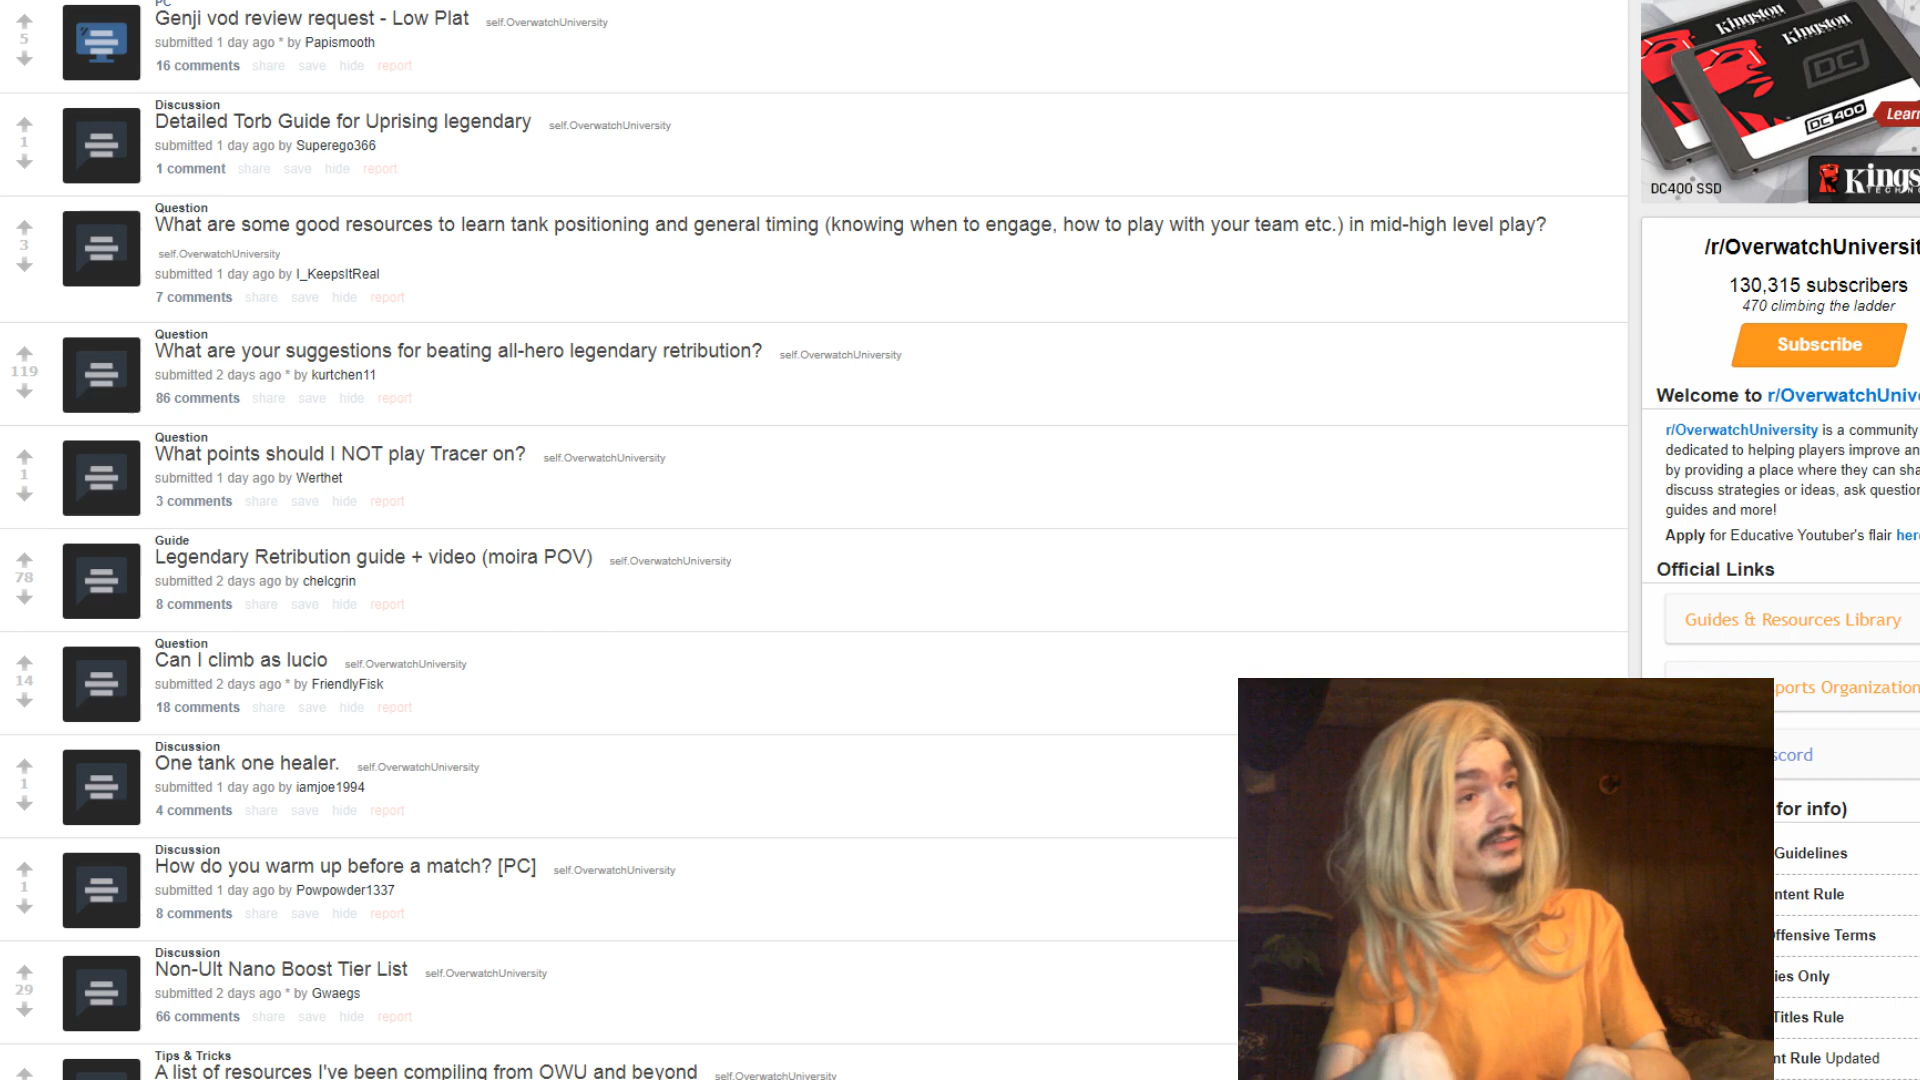 PC
5
Genji vod review request - Low Plat self.OverwatchUniversity
submitted 1 day ago * by Papismooth
16 comments share save hide report
Discussion
1
Detailed Torb Guide for Uprising legendary self.OverwatchUniversity
submitted 1 day ago by Superego366
1 comment share save hide report
Question
3
What are some good resources to learn tank positioning and general timing (knowing when to engage, how to play with your team etc.) in mid-high level play?
self.OverwatchUniversity
submitted 1 day ago by I_KeepsItReal
7 comments share save hide report
Question
119
What are your suggestions for beating all-hero legendary retribution? self.OverwatchUniversity
submitted 2 days ago * by kurtchen11
86 comments share save hide report
Question
1
What points should I NOT play Tracer on? self.OverwatchUniversity
submitted 1 day ago by Werthet
3 comments share save hide report
Guide
78
Legendary Retribution guide + video (moira POV) self.OverwatchUniversity
submitted 2 days ago by chelcgrin
8 comments share save hide report
Question
14
Can I climb as lucio self.OverwatchUniversity
submitted 2 days ago * by FriendlyFisk
18 comments share save hide report
Discussion
1
One tank one healer. self.OverwatchUniversity
submitted 1 day ago by iamjoe1994
4 comments share save hide report
Discussion
1
How do you warm up before a match? [PC] self.OverwatchUniversity
submitted 1 day ago by Powpowder1337
8 comments share save hide report
Discussion
29
Non-Ult Nano Boost Tier List self.OverwatchUniversity
submitted 2 days ago * by Gwaegs
66 comments share save hide report
Tips & Tricks
A list of resources I've been compiling from OWU and beyond self.OverwatchUniversity
Kingston
Kingston
DC
DC400
Learn
DC400 SSD
Kings
TECHN
/r/OverwatchUniversit
130,315 subscribers
470 climbing the ladder
Subscribe
Welcome to r/OverwatchUnive
r/OverwatchUniversity is a community
dedicated to helping players improve an
by providing a place where they can sha
discuss strategies or ideas, ask question
guides and more!
Apply for Educative Youtuber's flair her
Official Links
Guides & Resources Library
ports Organization
scord
for info)
Guidelines
ntent Rule
ffensive Terms
ies Only
Titles Rule
nt Rule Updated